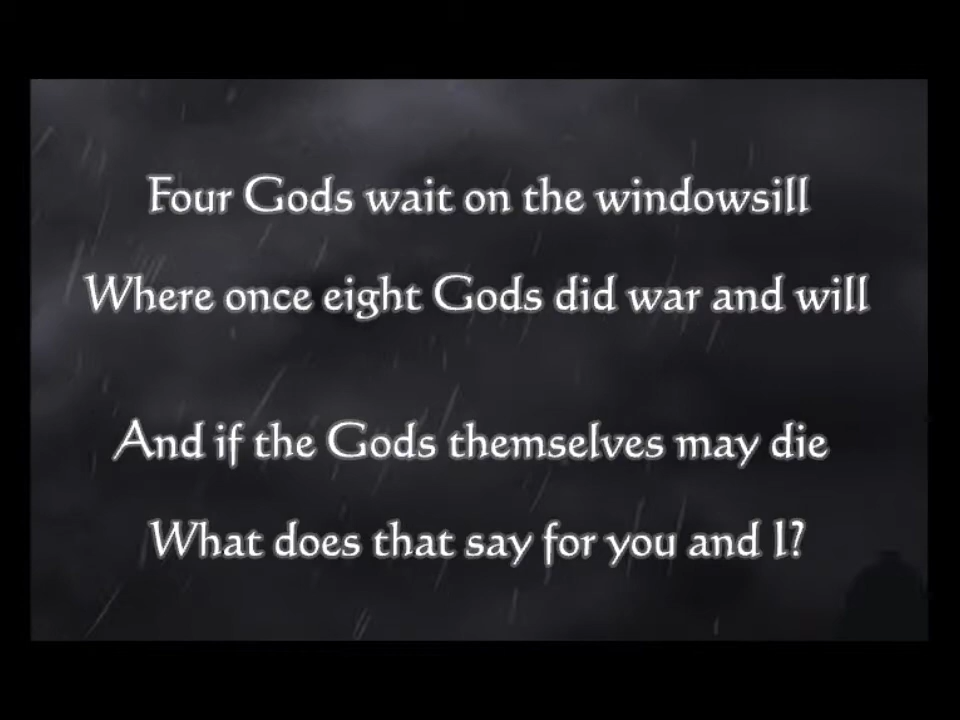 Four Gods wait on the windowsill
Where once eight Gods did war and will
And if the Gods themselves may die
What does that say for you and I?